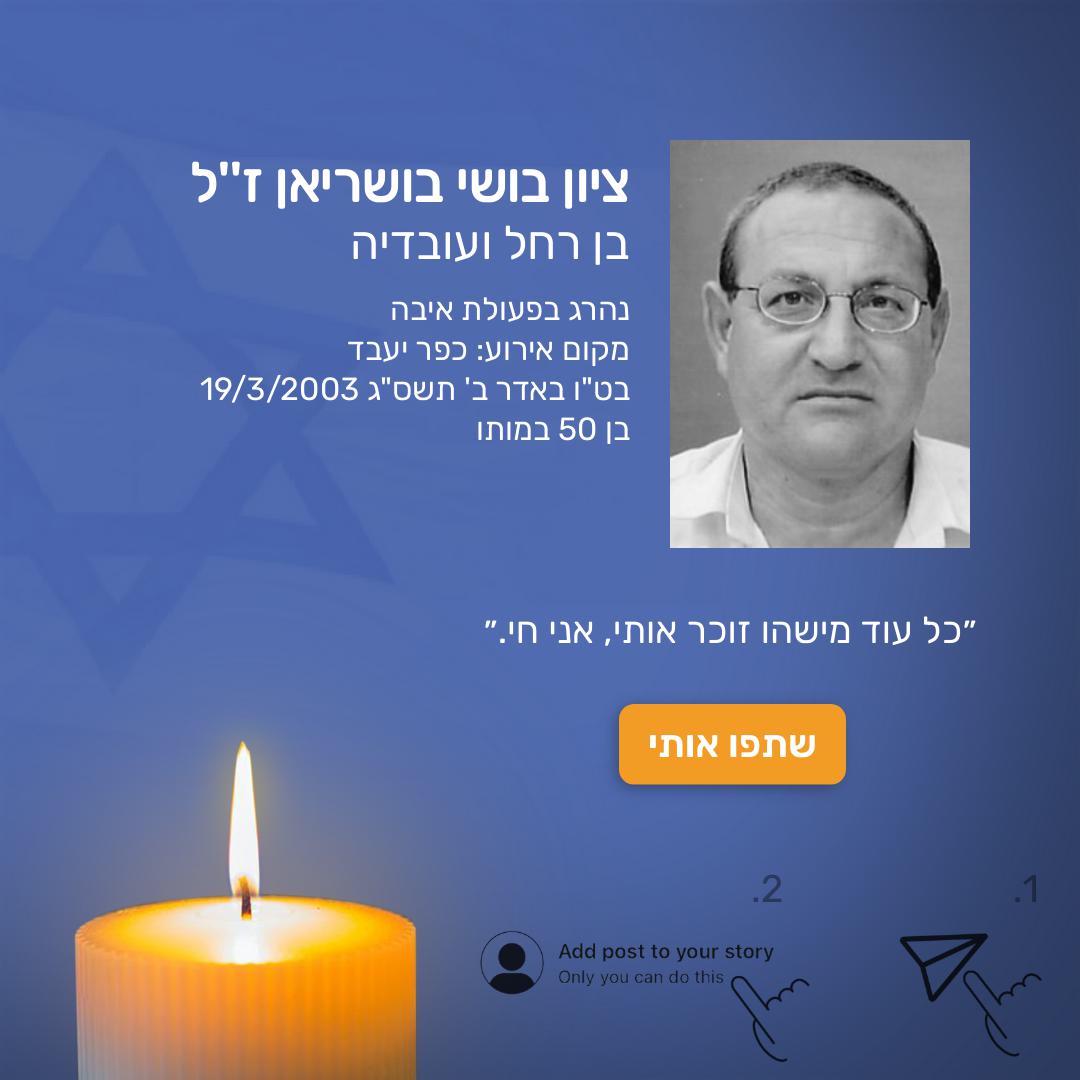 ציון בושי בושריאן ז"ל
בן רחל ועובדיה
נהרג בפעולת איבה
מקום אירוע: כפר יעבד
בט"ו באדר ב' תשס"ג 19/3/2003
בן 50 במותו
״כל עוד מישהו זוכר אותי, אני חי.״
שתפו אותי
1.
2.
Add post to your story
Only you can do this